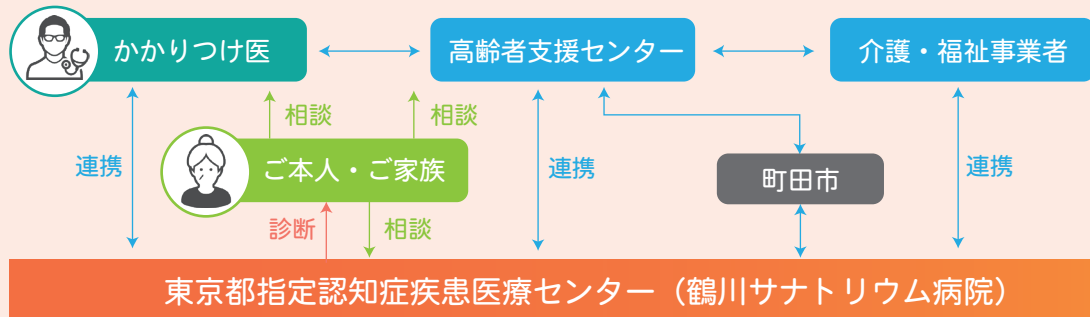 かかりつけ医
高齢者支援センター
介護・福祉事業者
相談
相談
連携
ご本人・ご家族
連携
町田市
連携
診断
相談
東京都指定認知症疾患医療センター（鶴川サナトリウム病院）